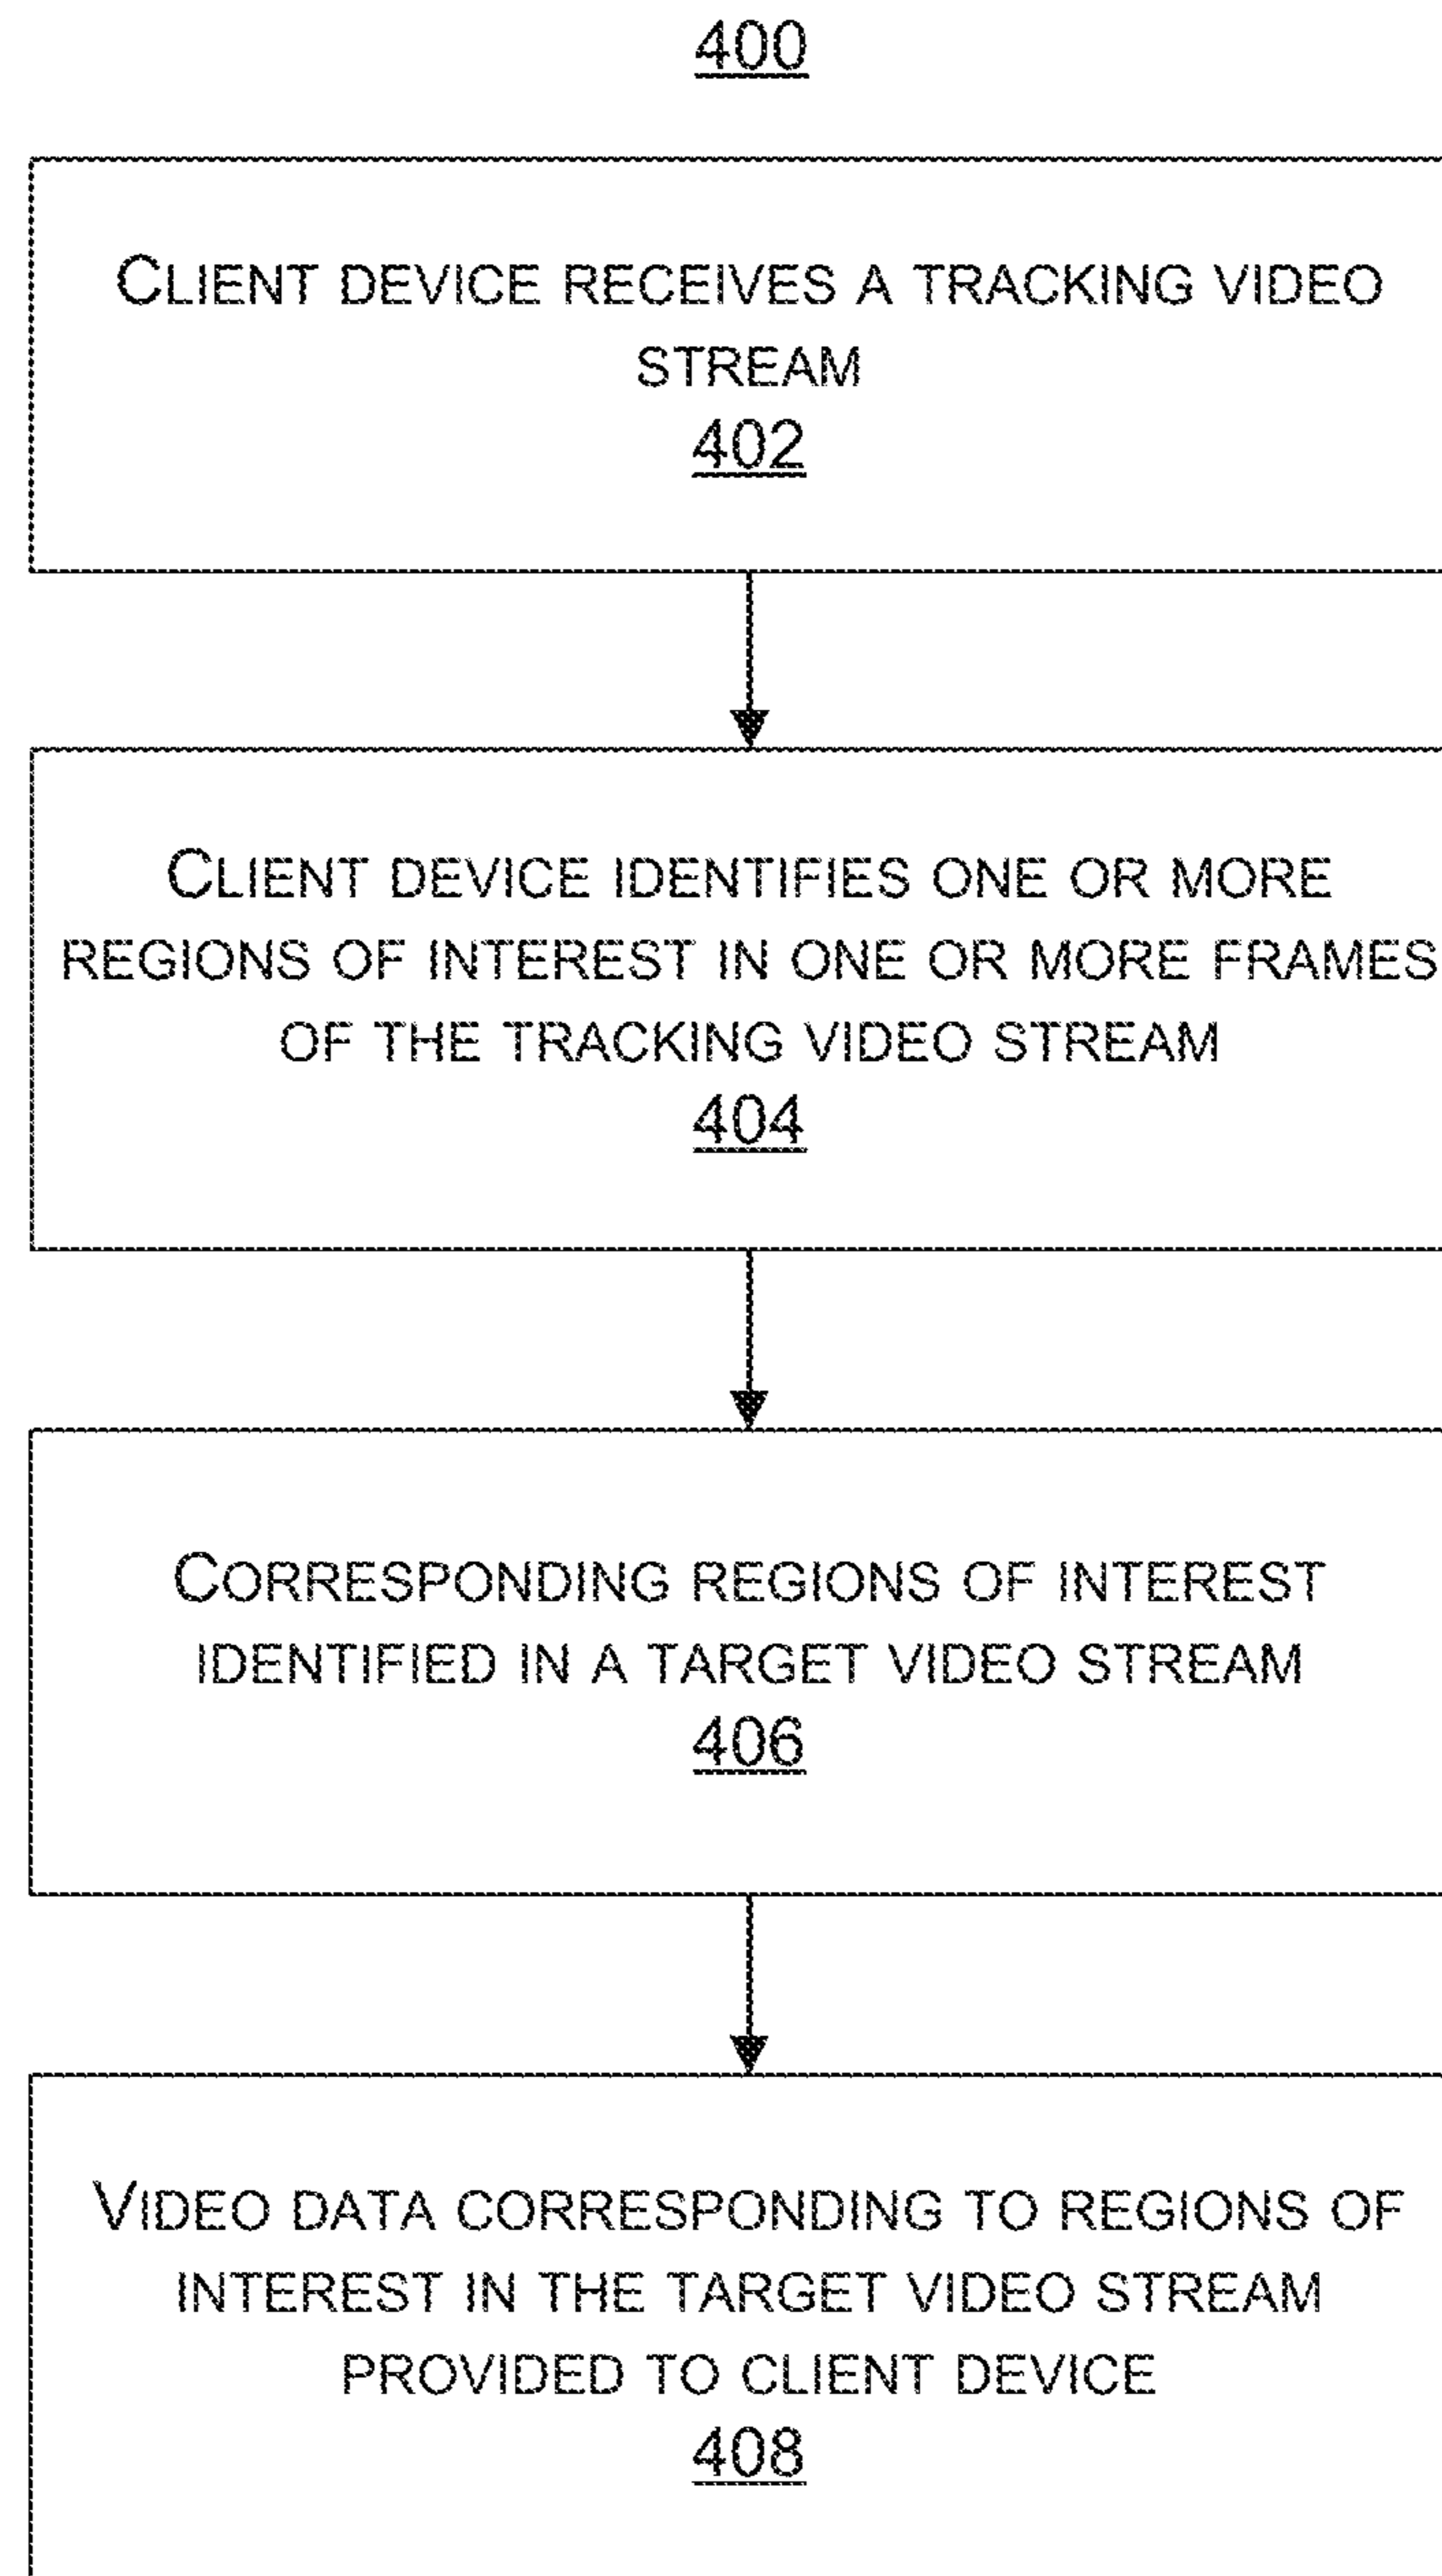 400
CLIENT DEVICE RECEIVES A TRACKING VIDEO
STREAM
402
CLIENT DEVICE IDENTIFIES ONE OR MORE
REGIONS OF INTEREST IN ONE OR MORE FRAMES
OF THE TRACKING VIDEO STREAM
404
CORRESPONDING REGIONS OF INTEREST
IDENTIFIED IN A TARGET VIDEO STREAM
406
VIDEO DATA CORRESPONDING TO REGIONS OF
INTEREST IN THE TARGET VIDEO STREAM
PROVIDED TO CLIENT DEVICE
408